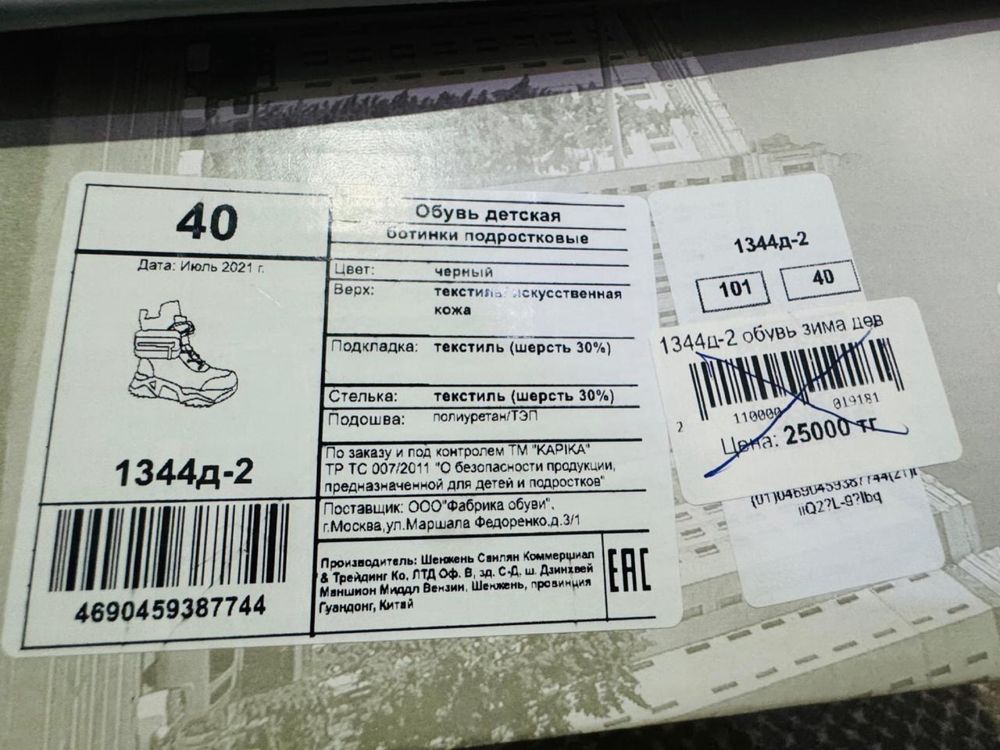 40
Дата: Июль 2021 г.
1344д-2
4690459387744
Обувь детская
ботинки подростковые
Цвет: черный
Верх: текстиль/искусственная
кожа
Подкладка: текстиль (шерсть 30%)
Стелька: текстиль (шерсть 30%)
Подошва: полиуретан/ТЭП
По заказу и под контролем ТМ "KAPIKA"
ТР ТС 007/2011 "О безопасности продукции,
предназначенной для детей и подростков"
Поставщик: ООО"Фабрика обуви",
г.Москва,ул.Маршала Федоренко,д.3/1
Производитель: Шенжень Санлян Коммершиал
& Трейдинг Ко, ЛТД Оф. В, зд. С-Д, ш. Дзинхвей
Маншион Миддл Вензин, Шенжень, провинция
Гуандонг, Китай
EAC
1344д-2
101 40
1344д-2 обувь зима дев
2 110000 019181
Цена: 25000 тг
(01)04690459387744(21)